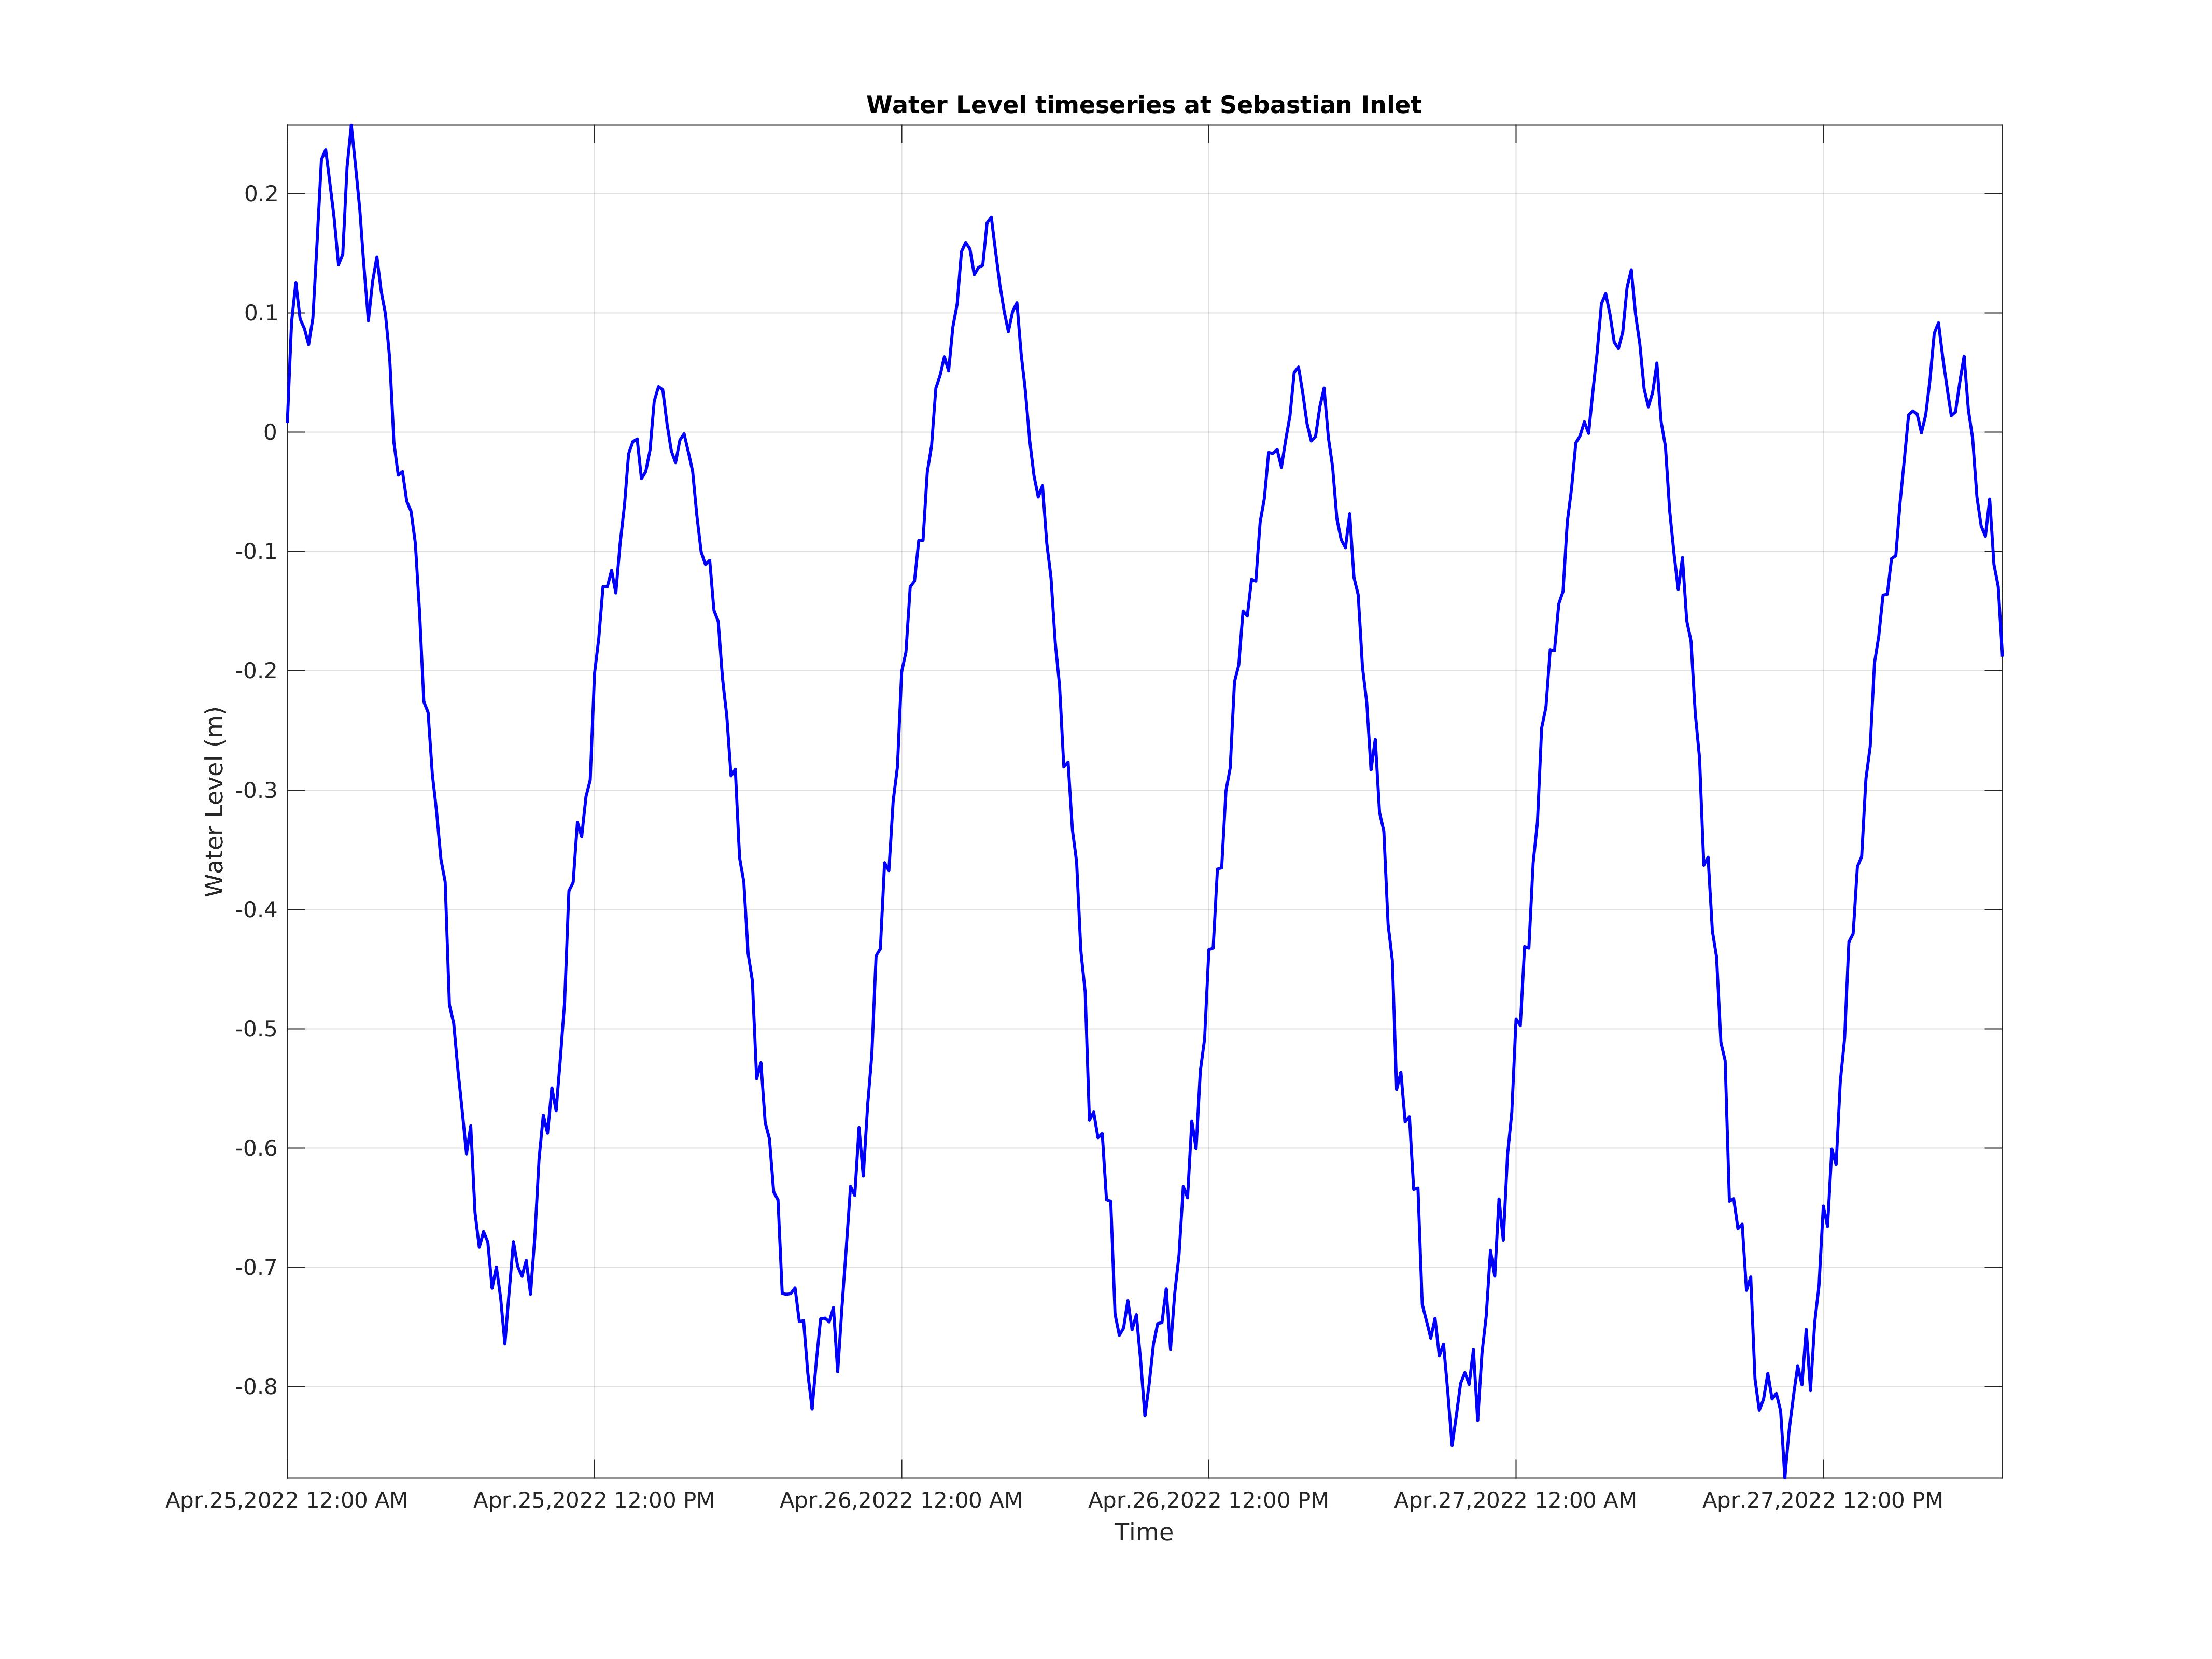 Water Level timeseries at Sebastian Inlet
0.2
0.1
0
-0.1
-0.2
-0.3
-0.4
-0.5
-0.6
-0.7
-0.8
Water Level (m)
Apr.25,2022 12:00 AM
Apr.25,2022 12:00 PM
Apr.26,2022 12:00 AM
Apr.26,2022 12:00 PM
Apr.27,2022 12:00 AM
Apr.27,2022 12:00 PM
Time